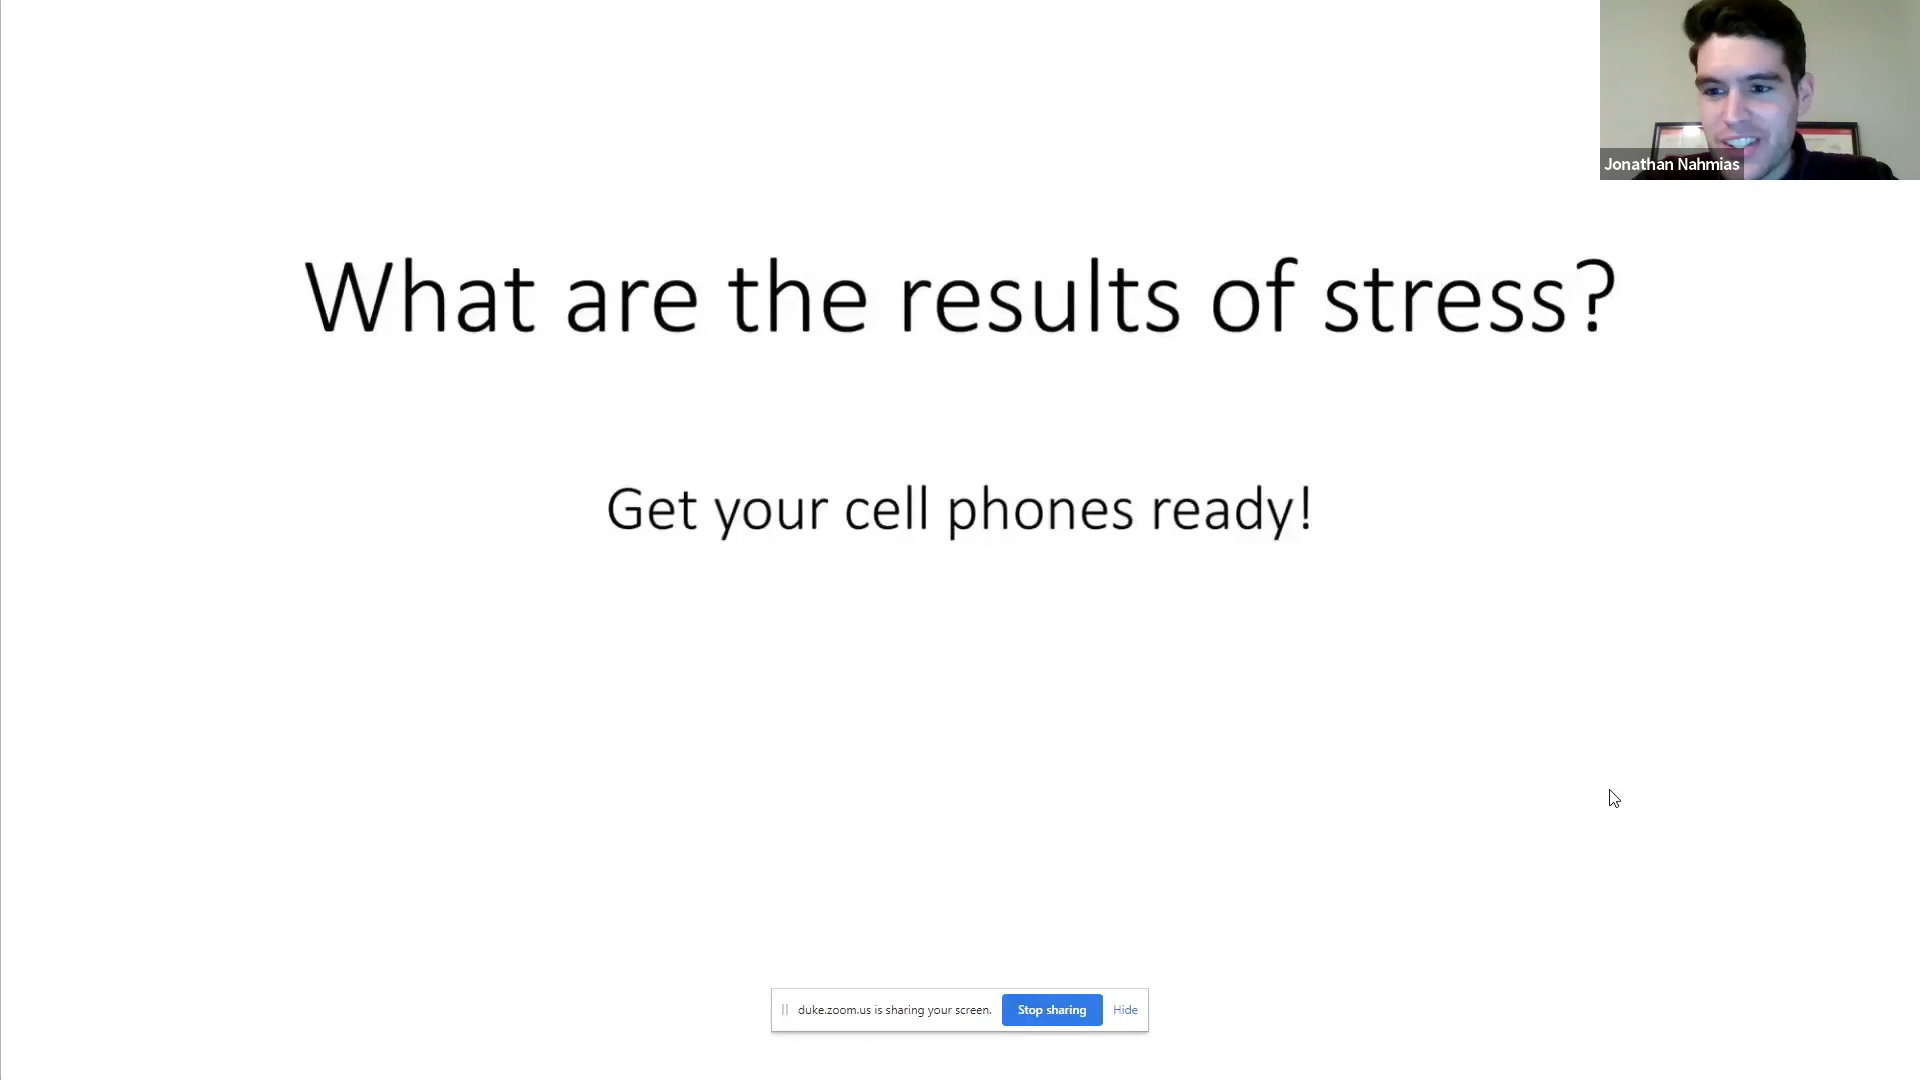 Jonathan Nahmias
What are the results of stress?
Get your cell phones ready!
duke.zoom.us is sharing your screen. Stop sharing Hide